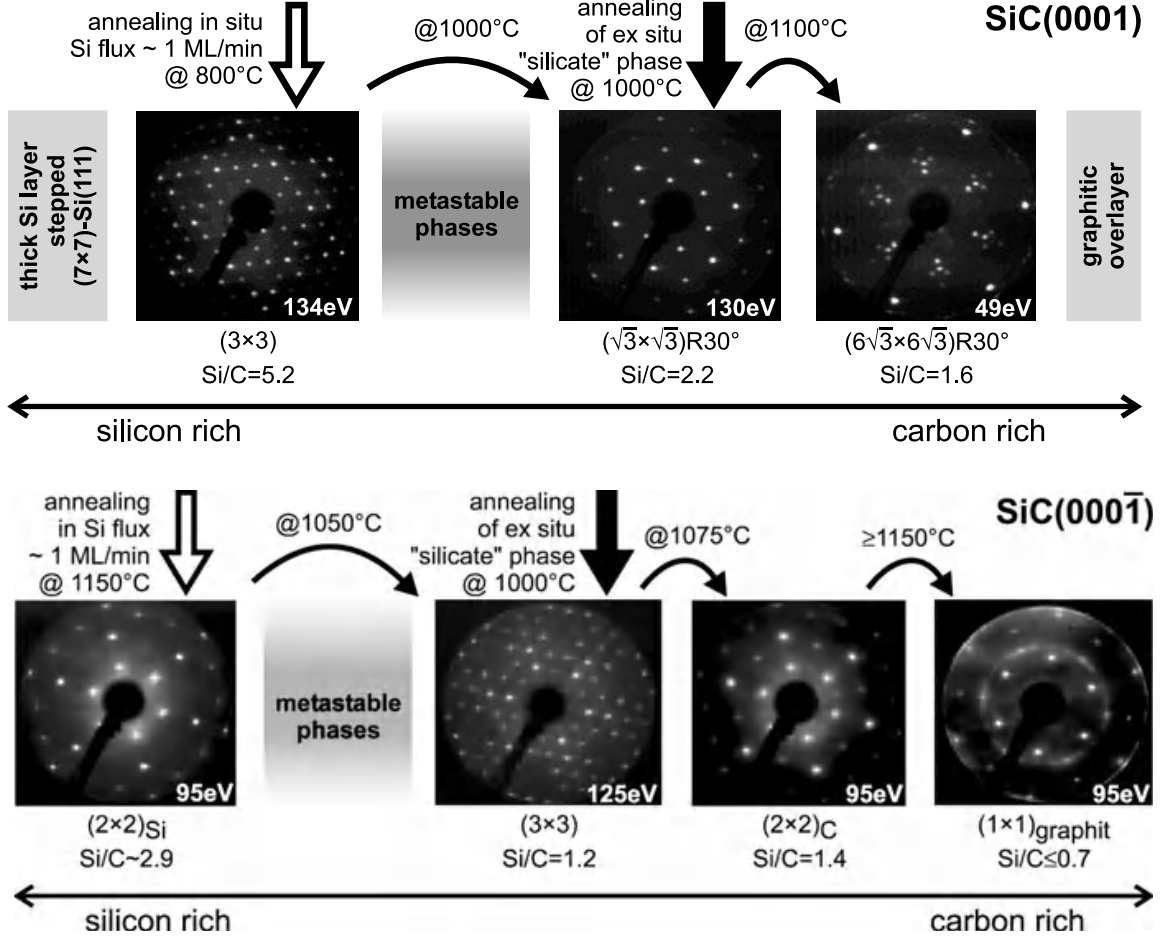 annealing in situ
Si flux ~ 1 ML/min
@ 800°C
@1000°C
annealing
of ex situ
"silicate" phase
@ 1000°C
@1100°C
SiC(0001)
thick Si layer
stepped
(7×7)-Si(111)
134eV
metastable
phases
130eV
49eV
graphitic
overlayer
(3×3)
Si/C=5.2
(√3×√3)R30°
Si/C=2.2
(6√3×6√3)R30°
Si/C=1.6
silicon rich
carbon rich
annealing
in Si flux
~ 1 ML/min
@ 1150°C
@1050°C
annealing
of ex situ
"silicate" phase
@ 1000°C
@1075°C
≥1150°C
SiC(0001̅)
95eV
metastable
phases
125eV
95eV
95eV
(2×2)Si
Si/C~2.9
(3×3)
Si/C=1.2
(2×2)C
Si/C=1.4
(1×1)graphit
Si/C≤0.7
silicon rich
carbon rich